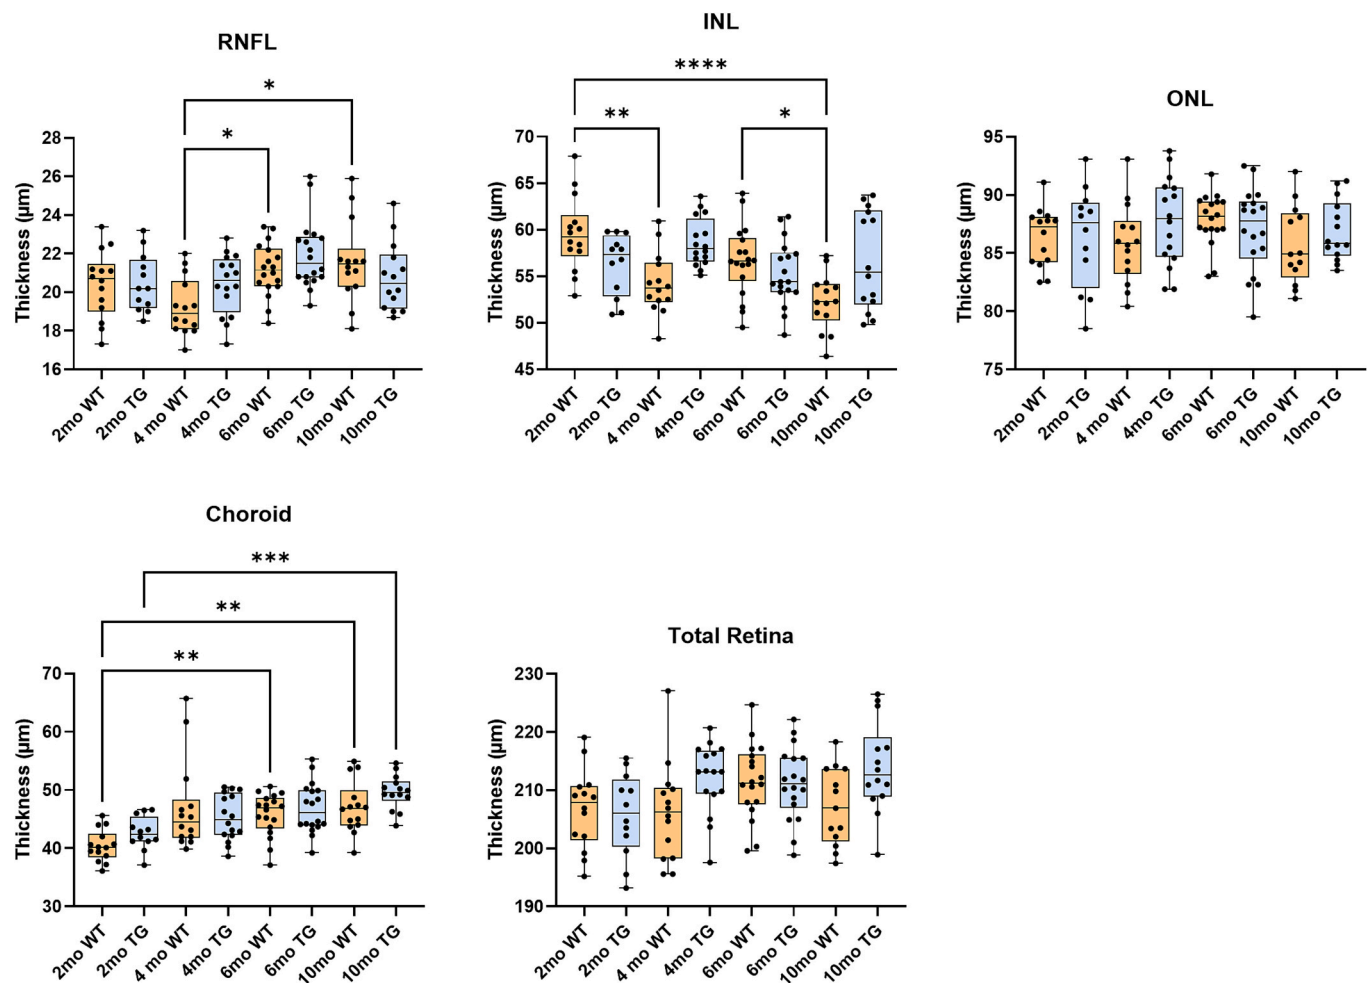 RNFL
*
*
Thickness (µm)
28
26
24
22
20
18
16
2mo WT
2mo TG
4 mo WT
4mo TG
6mo WT
6mo TG
10mo WT
10mo TG
INL
****
**
*
Thickness (µm)
70
65
60
55
50
45
2mo WT
2mo TG
4 mo WT
4mo TG
6mo WT
6mo TG
10mo WT
10mo TG
ONL
Thickness (µm)
95
90
85
80
75
2mo WT
2mo TG
4 mo WT
4mo TG
6mo WT
6mo TG
10mo WT
10mo TG
Choroid
***
**
**
Thickness (µm)
70
60
50
40
30
2mo WT
2mo TG
4 mo WT
4mo TG
6mo WT
6mo TG
10mo WT
10mo TG
Total Retina
Thickness (µm)
230
220
210
200
190
2mo WT
2mo TG
4 mo WT
4mo TG
6mo WT
6mo TG
10mo WT
10mo TG